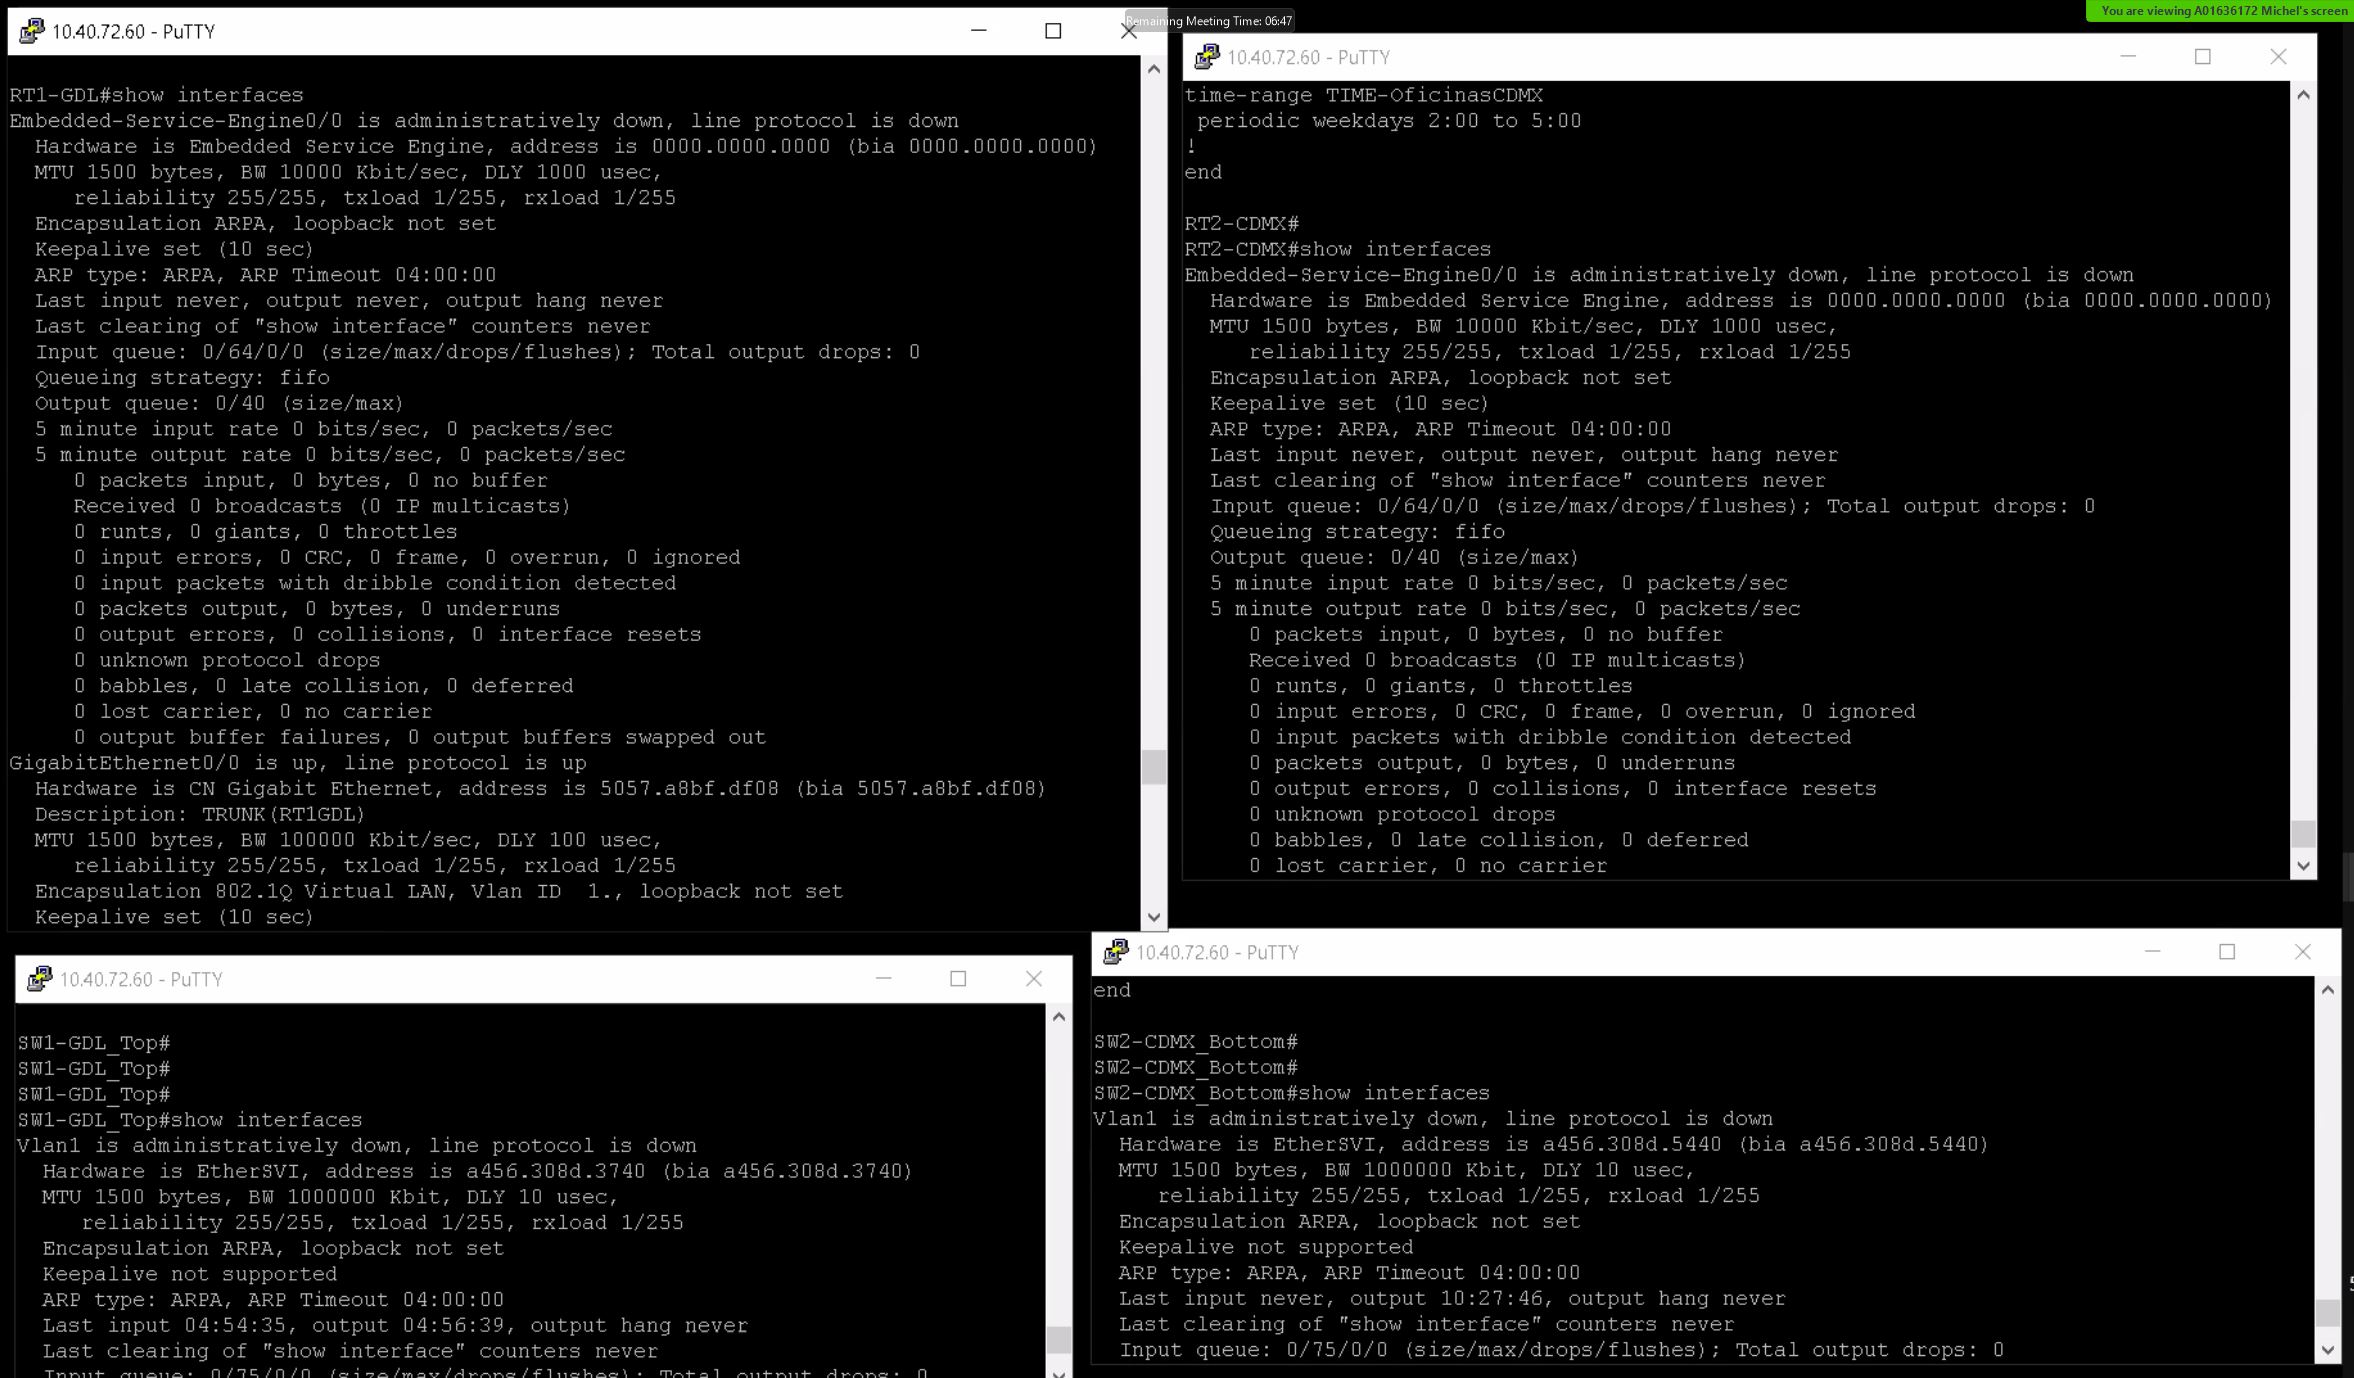 Remaining Meeting Time: 06:47
You are viewing A01636172 Michel's screen
10.40.72.60 - PuTTY
RT1-GDL#show interfaces
Embedded-Service-Engine0/0 is administratively down, line protocol is down
Hardware is Embedded Service Engine, address is 0000.0000.0000 (bia 0000.0000.0000)
MTU 1500 bytes, BW 10000 Kbit/sec, DLY 1000 usec,
reliability 255/255, txload 1/255, rxload 1/255
Encapsulation ARPA, loopback not set
Keepalive set (10 sec)
ARP type: ARPA, ARP Timeout 04:00:00
Last input never, output never, output hang never
Last clearing of "show interface" counters never
Input queue: 0/64/0/0 (size/max/drops/flushes); Total output drops: 0
Queueing strategy: fifo
Output queue: 0/40 (size/max)
5 minute input rate 0 bits/sec, 0 packets/sec
5 minute output rate 0 bits/sec, 0 packets/sec
0 packets input, 0 bytes, 0 no buffer
Received 0 broadcasts (0 IP multicasts)
0 runts, 0 giants, 0 throttles
0 input errors, 0 CRC, 0 frame, 0 overrun, 0 ignored
0 input packets with dribble condition detected
0 packets output, 0 bytes, 0 underruns
0 output errors, 0 collisions, 0 interface resets
0 unknown protocol drops
0 babbles, 0 late collision, 0 deferred
0 lost carrier, 0 no carrier
0 output buffer failures, 0 output buffers swapped out
GigabitEthernet0/0 is up, line protocol is up
Hardware is CN Gigabit Ethernet, address is 5057.a8bf.df08 (bia 5057.a8bf.df08)
Description: TRUNK(RT1GDL)
MTU 1500 bytes, BW 100000 Kbit/sec, DLY 100 usec,
reliability 255/255, txload 1/255, rxload 1/255
Encapsulation 802.1Q Virtual LAN, Vlan ID  1., loopback not set
Keepalive set (10 sec)
10.40.72.60 - PuTTY
time-range TIME-OficinasCDMX
periodic weekdays 2:00 to 5:00
!
end
RT2-CDMX#
RT2-CDMX#show interfaces
Embedded-Service-Engine0/0 is administratively down, line protocol is down
Hardware is Embedded Service Engine, address is 0000.0000.0000 (bia 0000.0000.0000)
MTU 1500 bytes, BW 10000 Kbit/sec, DLY 1000 usec,
reliability 255/255, txload 1/255, rxload 1/255
Encapsulation ARPA, loopback not set
Keepalive set (10 sec)
ARP type: ARPA, ARP Timeout 04:00:00
Last input never, output never, output hang never
Last clearing of "show interface" counters never
Input queue: 0/64/0/0 (size/max/drops/flushes); Total output drops: 0
Queueing strategy: fifo
Output queue: 0/40 (size/max)
5 minute input rate 0 bits/sec, 0 packets/sec
5 minute output rate 0 bits/sec, 0 packets/sec
0 packets input, 0 bytes, 0 no buffer
Received 0 broadcasts (0 IP multicasts)
0 runts, 0 giants, 0 throttles
0 input errors, 0 CRC, 0 frame, 0 overrun, 0 ignored
0 input packets with dribble condition detected
0 packets output, 0 bytes, 0 underruns
0 output errors, 0 collisions, 0 interface resets
0 unknown protocol drops
0 babbles, 0 late collision, 0 deferred
0 lost carrier, 0 no carrier
10.40.72.60 - PuTTY
SW1-GDL_Top#
SW1-GDL_Top#
SW1-GDL_Top#
SW1-GDL_Top#show interfaces
Vlan1 is administratively down, line protocol is down
Hardware is EtherSVI, address is a456.308d.3740 (bia a456.308d.3740)
MTU 1500 bytes, BW 1000000 Kbit, DLY 10 usec,
reliability 255/255, txload 1/255, rxload 1/255
Encapsulation ARPA, loopback not set
Keepalive not supported
ARP type: ARPA, ARP Timeout 04:00:00
Last input 04:54:35, output 04:56:39, output hang never
Last clearing of "show interface" counters never
Input queue: 0/75/0/0 (size/max/drops/flushes); Total output drops: 0
10.40.72.60 - PuTTY
end
SW2-CDMX_Bottom#
SW2-CDMX_Bottom#
SW2-CDMX_Bottom#show interfaces
Vlan1 is administratively down, line protocol is down
Hardware is EtherSVI, address is a456.308d.5440 (bia a456.308d.5440)
MTU 1500 bytes, BW 1000000 Kbit, DLY 10 usec,
reliability 255/255, txload 1/255, rxload 1/255
Encapsulation ARPA, loopback not set
Keepalive not supported
ARP type: ARPA, ARP Timeout 04:00:00
Last input never, output 10:27:46, output hang never
Last clearing of "show interface" counters never
Input queue: 0/75/0/0 (size/max/drops/flushes); Total output drops: 0